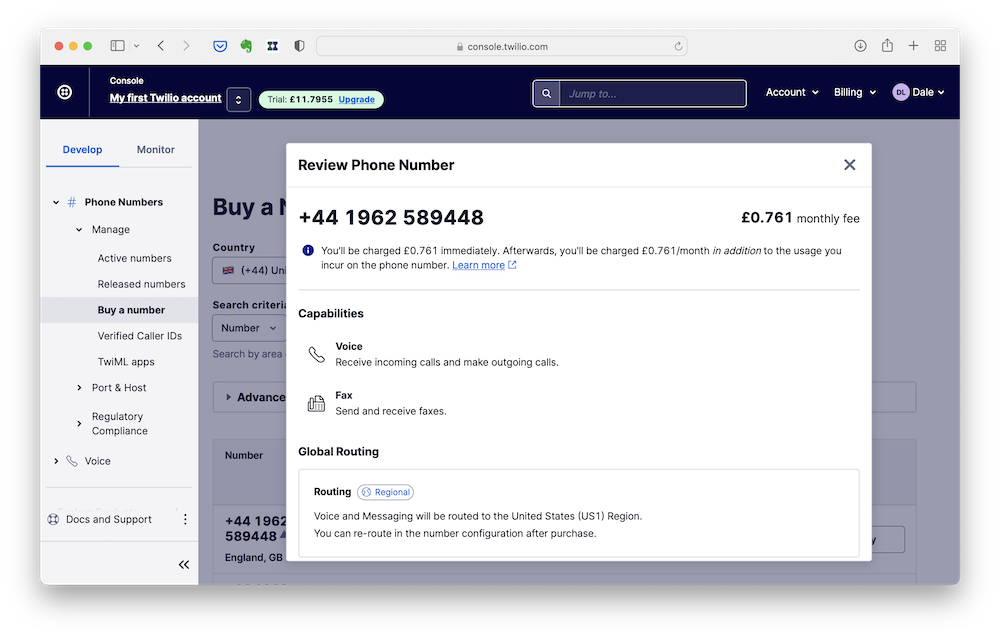 console.twilio.com
Console
My first Twilio account
Trial: £11.7955 Upgrade
Jump to...
Account
Billing
DL Dale
Develop
Monitor
# Phone Numbers
Manage
Active numbers
Released numbers
Buy a number
Verified Caller IDs
TwiML apps
Port & Host
Regulatory
Compliance
Voice
Docs and Support
Buy a
Country
(+44)
Search criteria
Number
Search by area
Advance
Number
+44 1962
589448
England, GB
Review Phone Number
+44 1962 589448
£0.761 monthly fee
You'll be charged £0.761 immediately. Afterwards, you'll be charged £0.761/month in addition to the usage you
incur on the phone number. Learn more
Capabilities
Voice
Receive incoming calls and make outgoing calls.
Fax
Send and receive faxes.
Global Routing
Routing Regional
Voice and Messaging will be routed to the United States (US1) Region.
You can re-route in the number configuration after purchase.